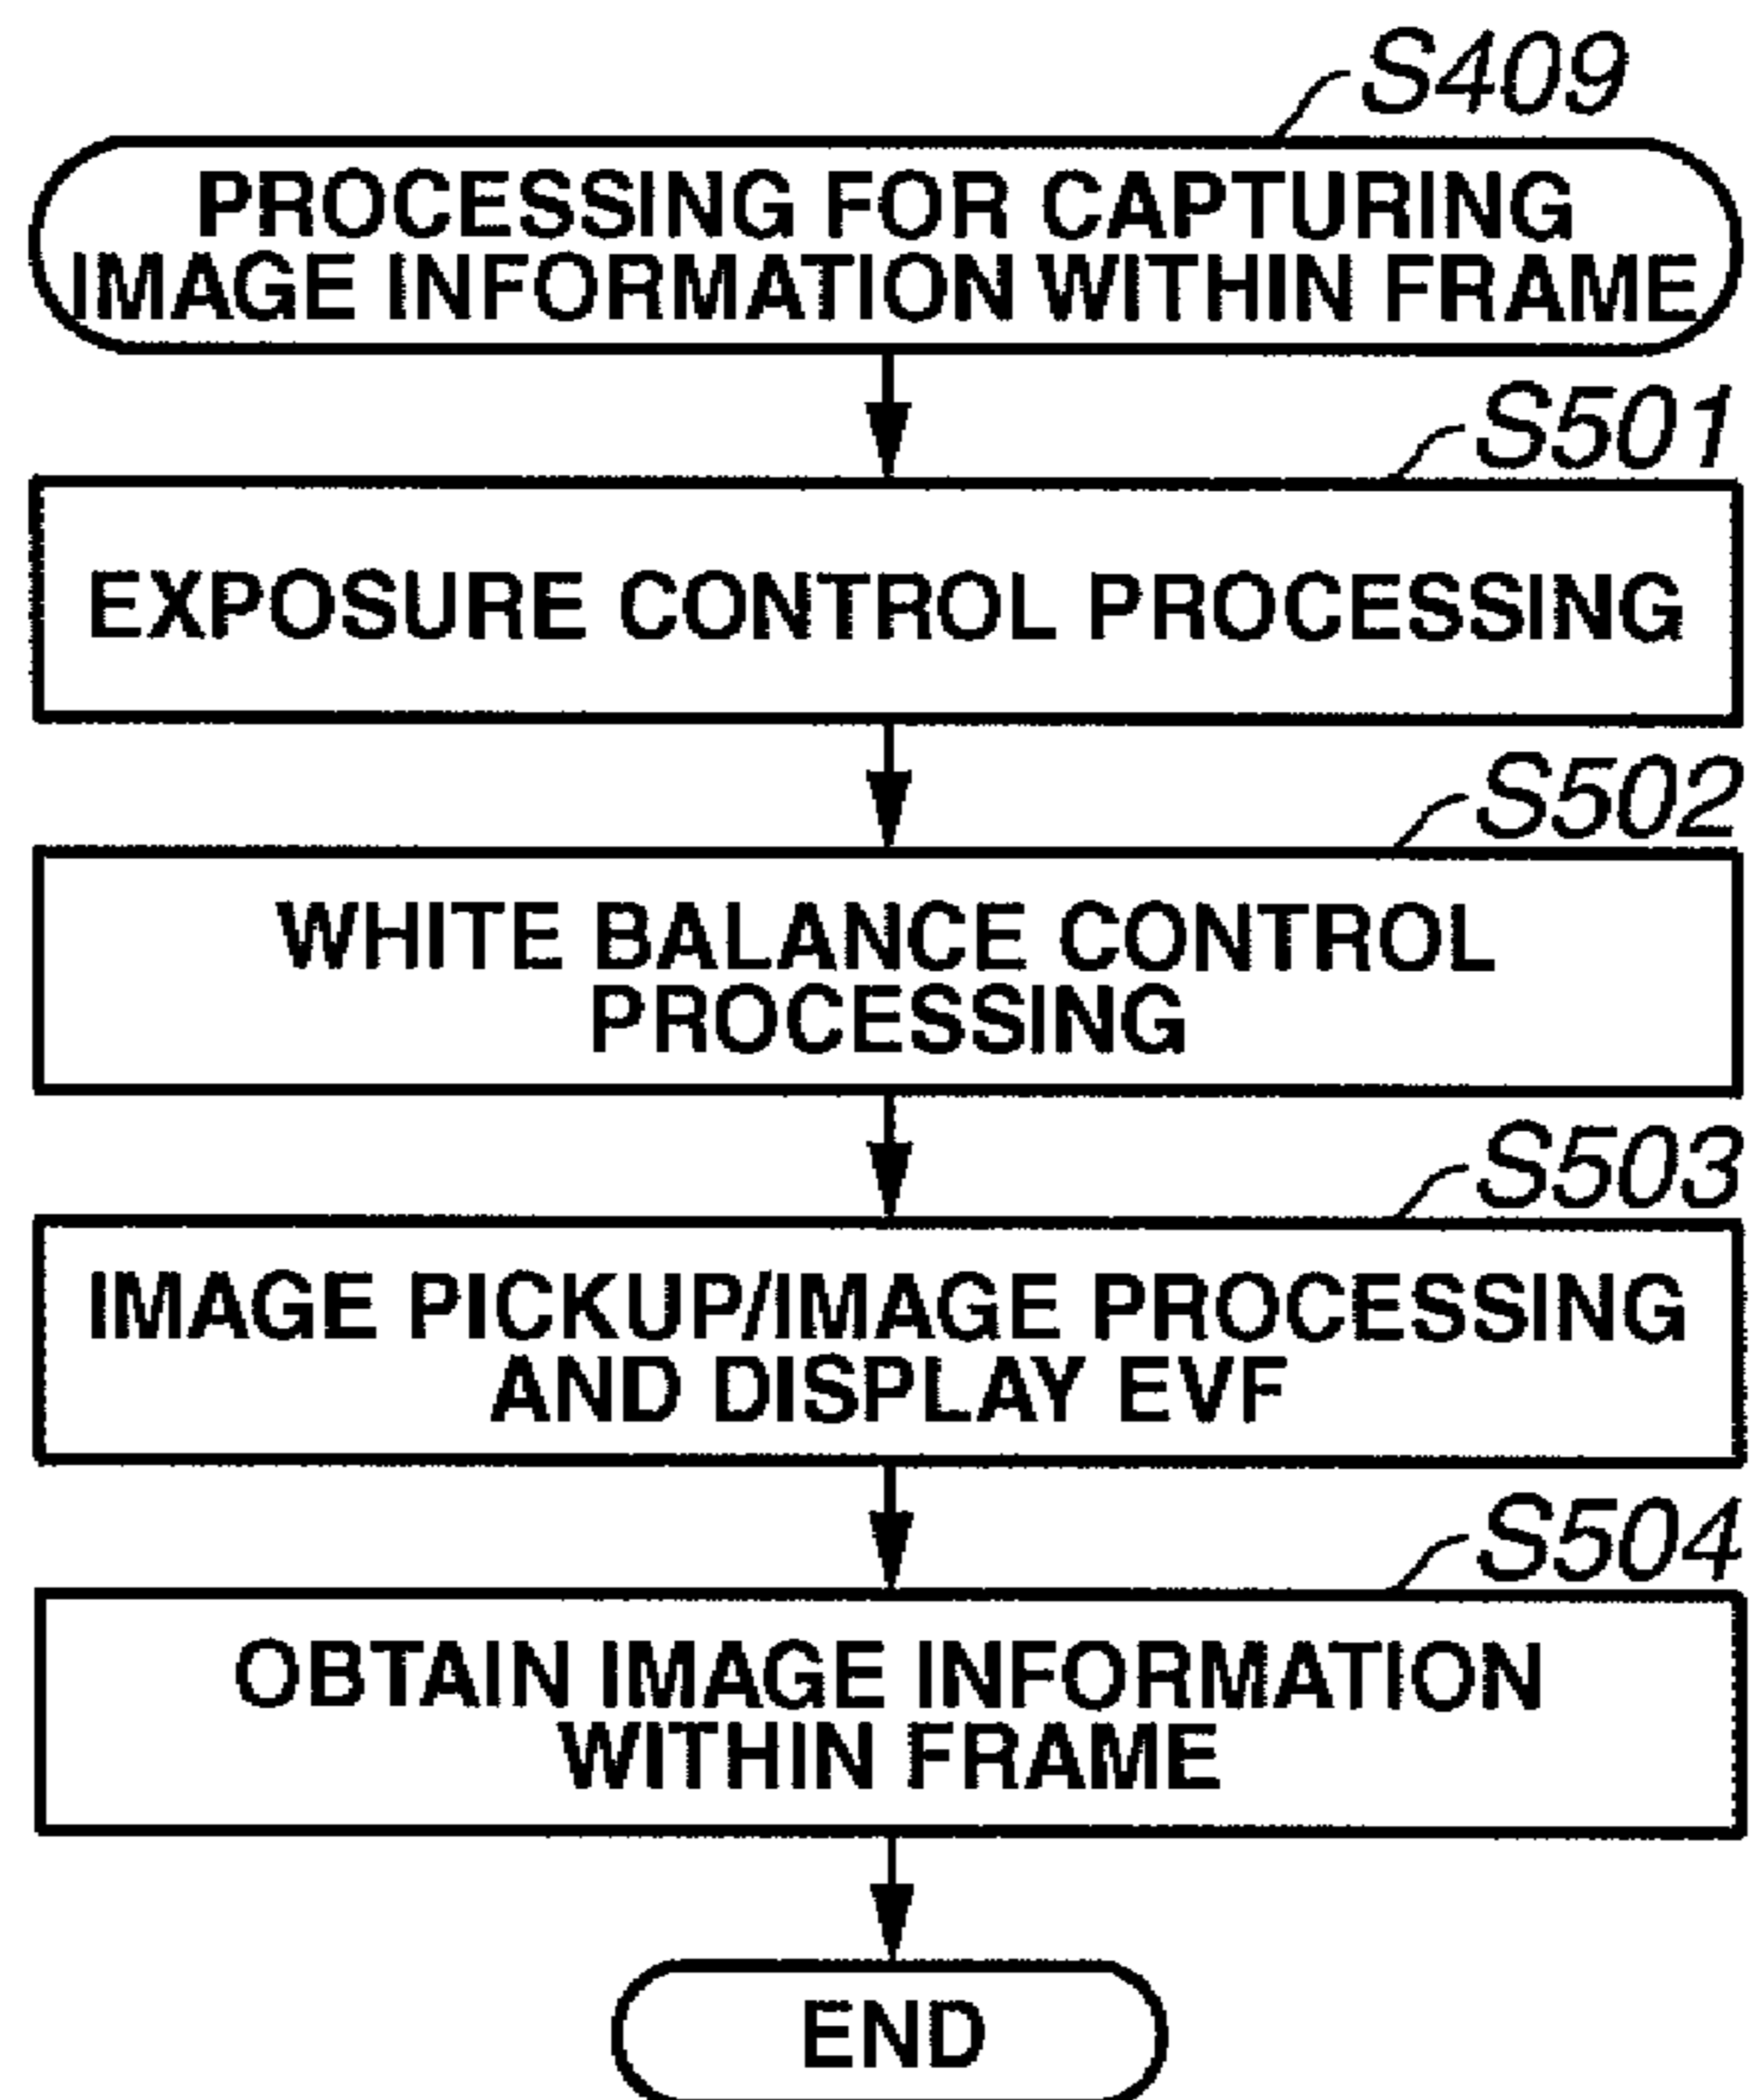 S409
PROCESSING FOR CAPTURING
IMAGE INFORMATION WITHIN FRAME
S501
EXPOSURE CONTROL PROCESSING
S502
WHITE BALANCE CONTROL
PROCESSING
S503
IMAGE PICKUP/IMAGE PROCESSING
AND DISPLAY EVF
S504
OBTAIN IMAGE INFORMATION
WITHIN FRAME
END